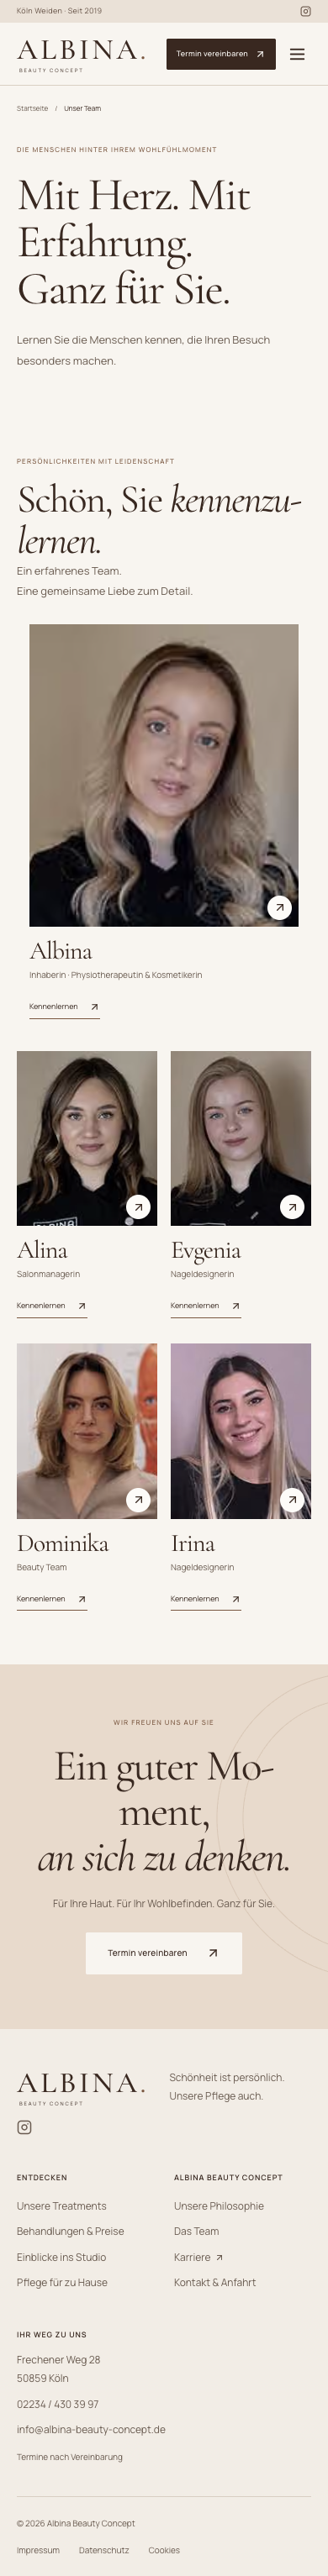 Köln Weiden · Seit 2019
ALBINA.
BEAUTY CONCEPT
Termin vereinbaren
Startseite / Unser Team
DIE MENSCHEN HINTER IHREM WOHLFÜHLMOMENT
Mit Herz. Mit
Erfahrung.
Ganz für Sie.
Lernen Sie die Menschen kennen, die Ihren Besuch
besonders machen.
PERSÖNLICHKEITEN MIT LEIDENSCHAFT
Schön, Sie kennenzu-
lernen.
Ein erfahrenes Team.
Eine gemeinsame Liebe zum Detail.
Albina
Inhaberin · Physiotherapeutin & Kosmetikerin
Kennenlernen
Alina
Salonmanagerin
Kennenlernen
Evgenia
Nageldesignerin
Kennenlernen
Dominika
Beauty Team
Kennenlernen
Irina
Nageldesignerin
Kennenlernen
WIR FREUEN UNS AUF SIE
Ein guter Mo-
ment,
an sich zu denken.
Für Ihre Haut. Für Ihr Wohlbefinden. Ganz für Sie.
Termin vereinbaren
ALBINA.
BEAUTY CONCEPT
Schönheit ist persönlich.
Unsere Pflege auch.
ENTDECKEN
Unsere Treatments
Behandlungen & Preise
Einblicke ins Studio
Pflege für zu Hause
ALBINA BEAUTY CONCEPT
Unsere Philosophie
Das Team
Karriere
Kontakt & Anfahrt
IHR WEG ZU UNS
Frechener Weg 28
50859 Köln
02234 / 430 39 97
info@albina-beauty-concept.de
Termine nach Vereinbarung
© 2026 Albina Beauty Concept
Impressum Datenschutz Cookies